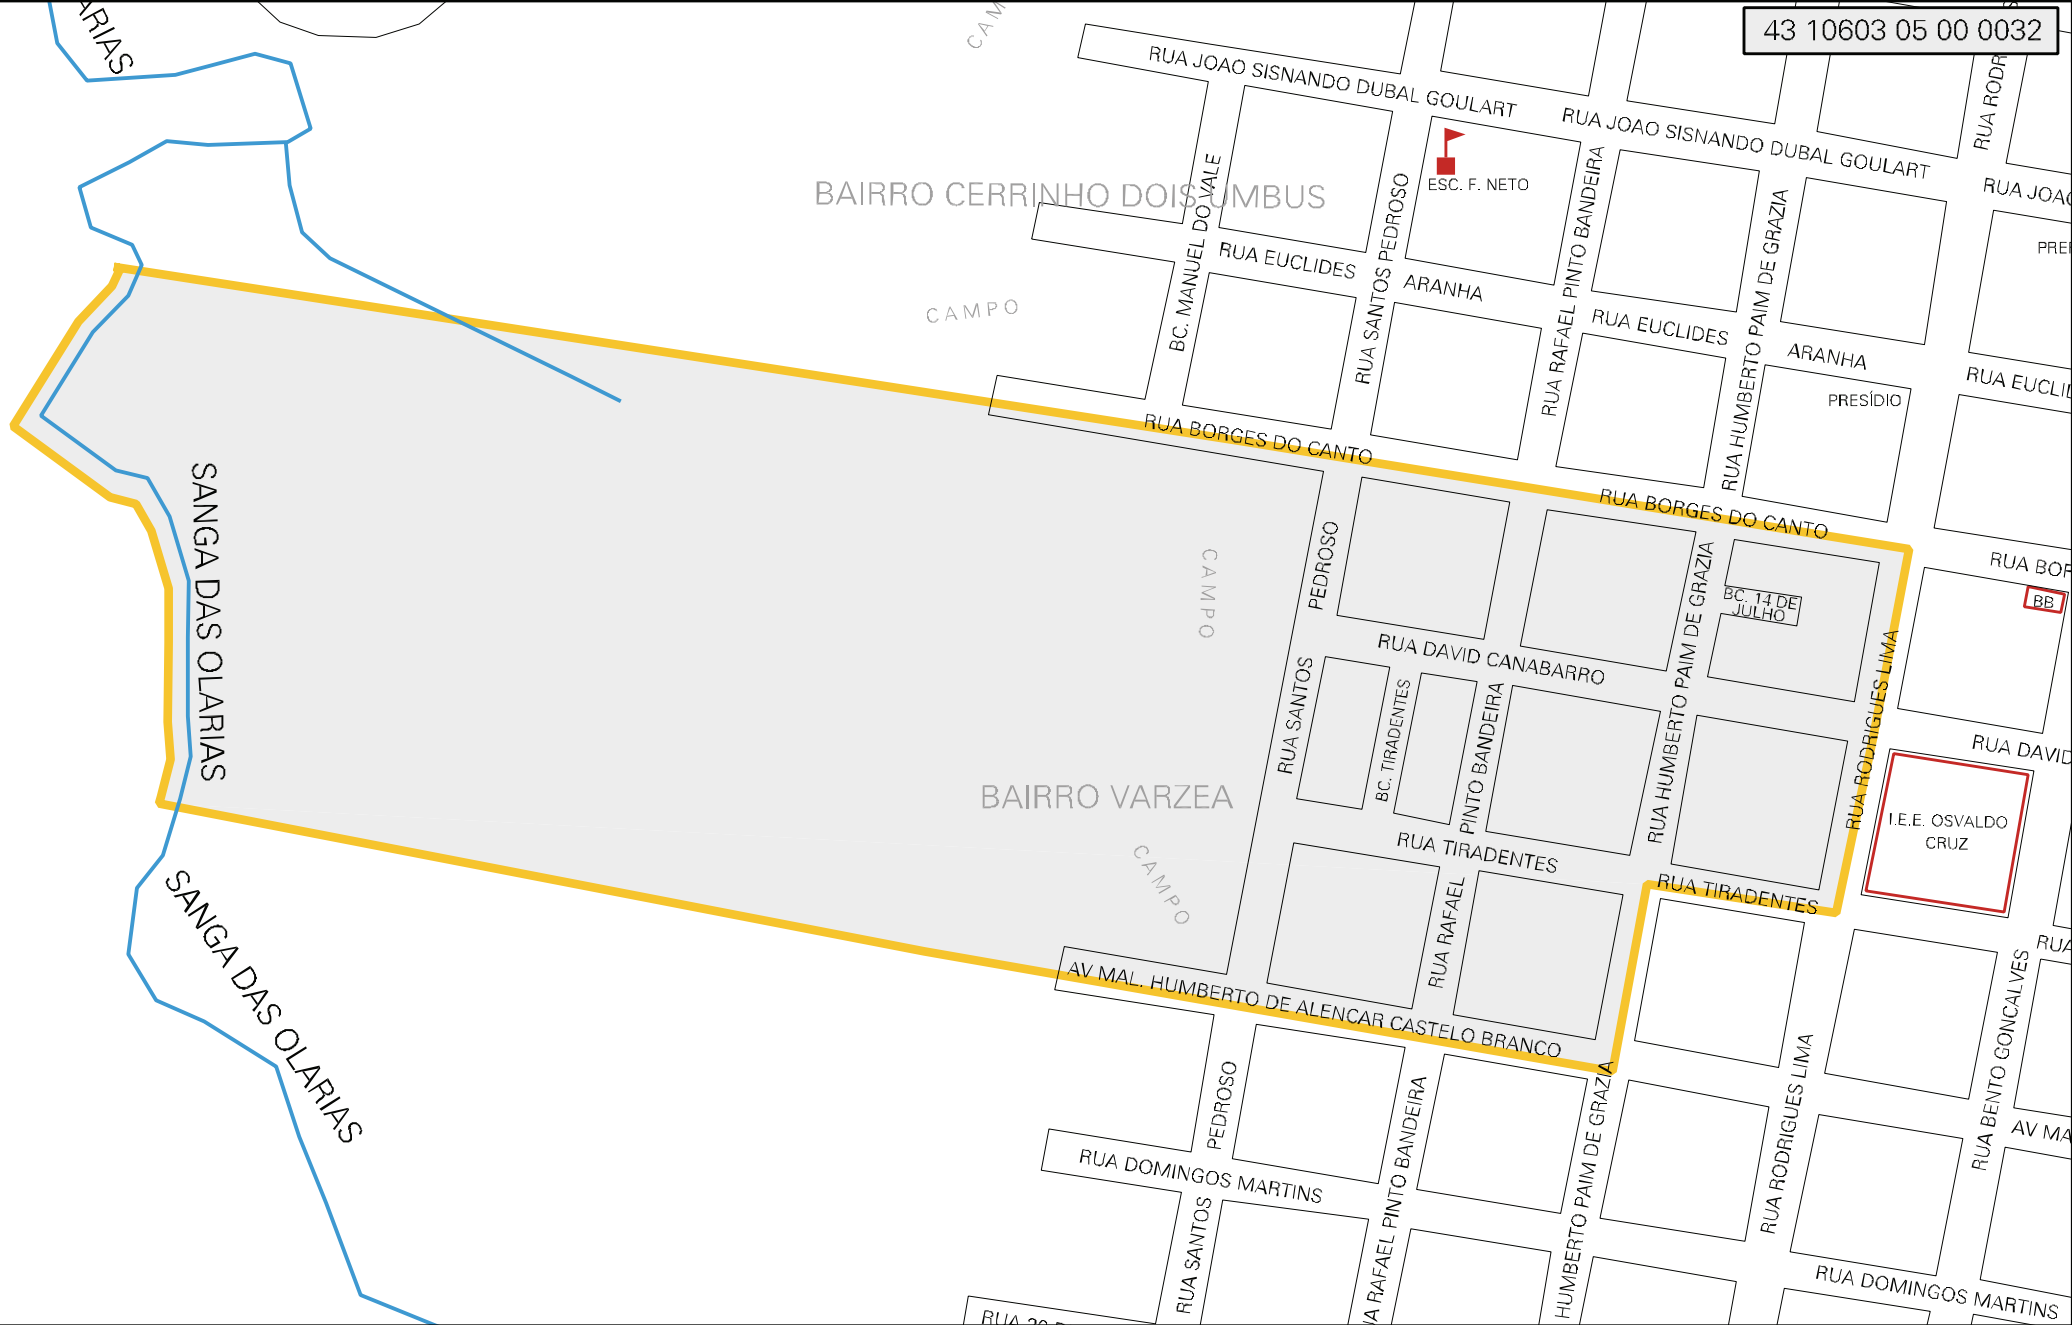 43 10603 05 00 0032
RUA JOAO SISNANDO DUBAL GOULART
RUA JOAO SISNANDO DUBAL GOULART
ESC. F. NETO
BAIRRO CERRINHO DOIS UMBUS
BC. MANUEL DO VALE
RUA SANTOS PEDROSO
RUA RAFAEL PINTO BANDEIRA
RUA HUMBERTO PAIM DE GRAZIA
RUA EUCLIDES
ARANHA
RUA EUCLIDES
ARANHA
CAMPO
PRESÍDIO
RUA BORGES DO CANTO
RUA BORGES DO CANTO
SANGA DAS OLARIAS
CAMPO
PEDROSO
RUA SANTOS
RUA DAVID CANABARRO
BC. TIRADENTES
PINTO BANDEIRA
RUA RAFAEL
RUA HUMBERTO PAIM DE GRAZIA
BC. 14 DE
JULHO
BB
RUA RODRIGUES LIMA
RUA DAVID
I.E.E. OSVALDO
CRUZ
BAIRRO VARZEA
CAMPO
RUA TIRADENTES
RUA TIRADENTES
SANGA DAS OLARIAS
AV MAL. HUMBERTO DE ALENCAR CASTELO BRANCO
PEDROSO
RUA SANTOS
RUA DOMINGOS MARTINS
RAFAEL PINTO BANDEIRA
HUMBERTO PAIM DE GRAZIA
RUA RODRIGUES LIMA
RUA BENTO GONCALVES
RUA
RUA DOMINGOS MARTINS